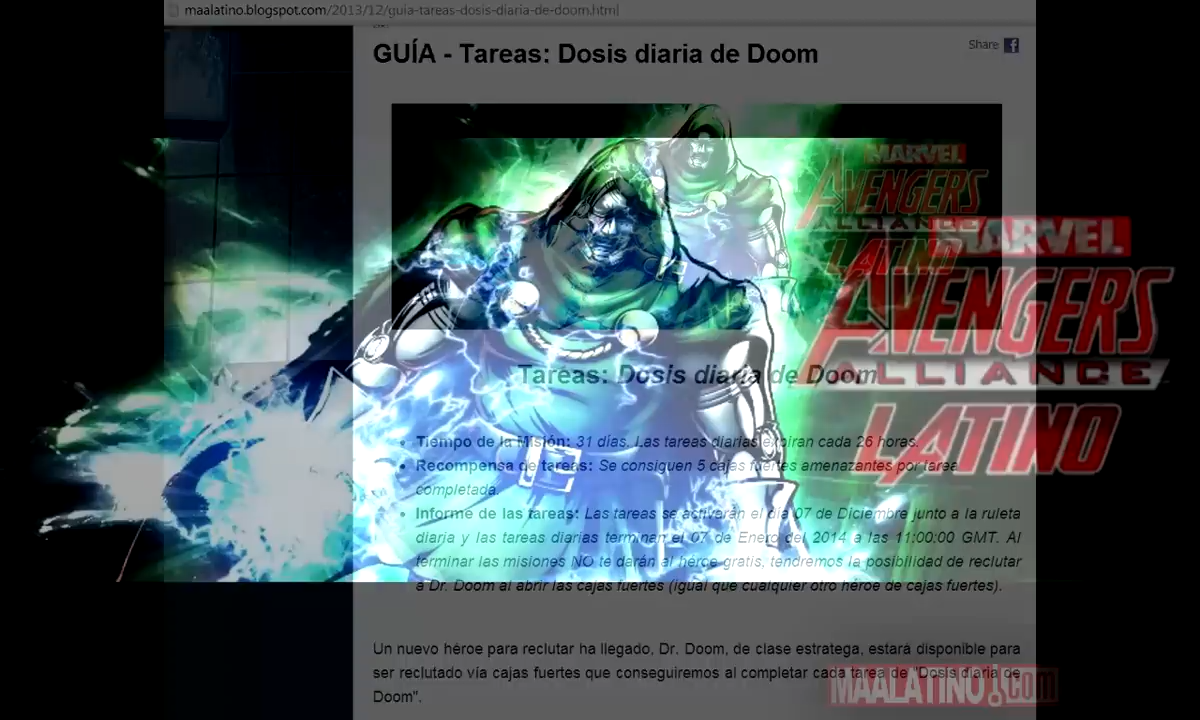 maalatino.blogspot.com/2013/12/guia-tareas-dosis-diaria-de-doom.html
GUÍA - Tareas: Dosis diaria de Doom
Share
MARVEL
AVENGERS
ALLIANCE
LATINO
MARVEL
AVENGERS
ALLIANCE
LATINO
Tareas: Dosis diaria de Doom
Tiempo de la Misión: 31 días. Las tareas diarias expiran cada 26 horas.
Recompensa de tareas: Se consiguen 5 cajas fuertes amenazantes por tarea
completada.
Informe de las tareas: Las tareas se activarán el día 07 de Diciembre junto a la ruleta
diaria y las tareas diarias terminan el 07 de Enero del 2014 a las 11:00:00 GMT. Al
terminar las misiones NO te darán al héroe gratis, tendremos la posibilidad de reclutar
a Dr. Doom al abrir las cajas fuertes (igual que cualquier otro héroe de cajas fuertes).
Un nuevo héroe para reclutar ha llegado, Dr. Doom, de clase estratega, estará disponible para
ser reclutado vía cajas fuertes que conseguiremos al completar cada tarea de "Dosis diaria de
Doom".
MAALATINO.com